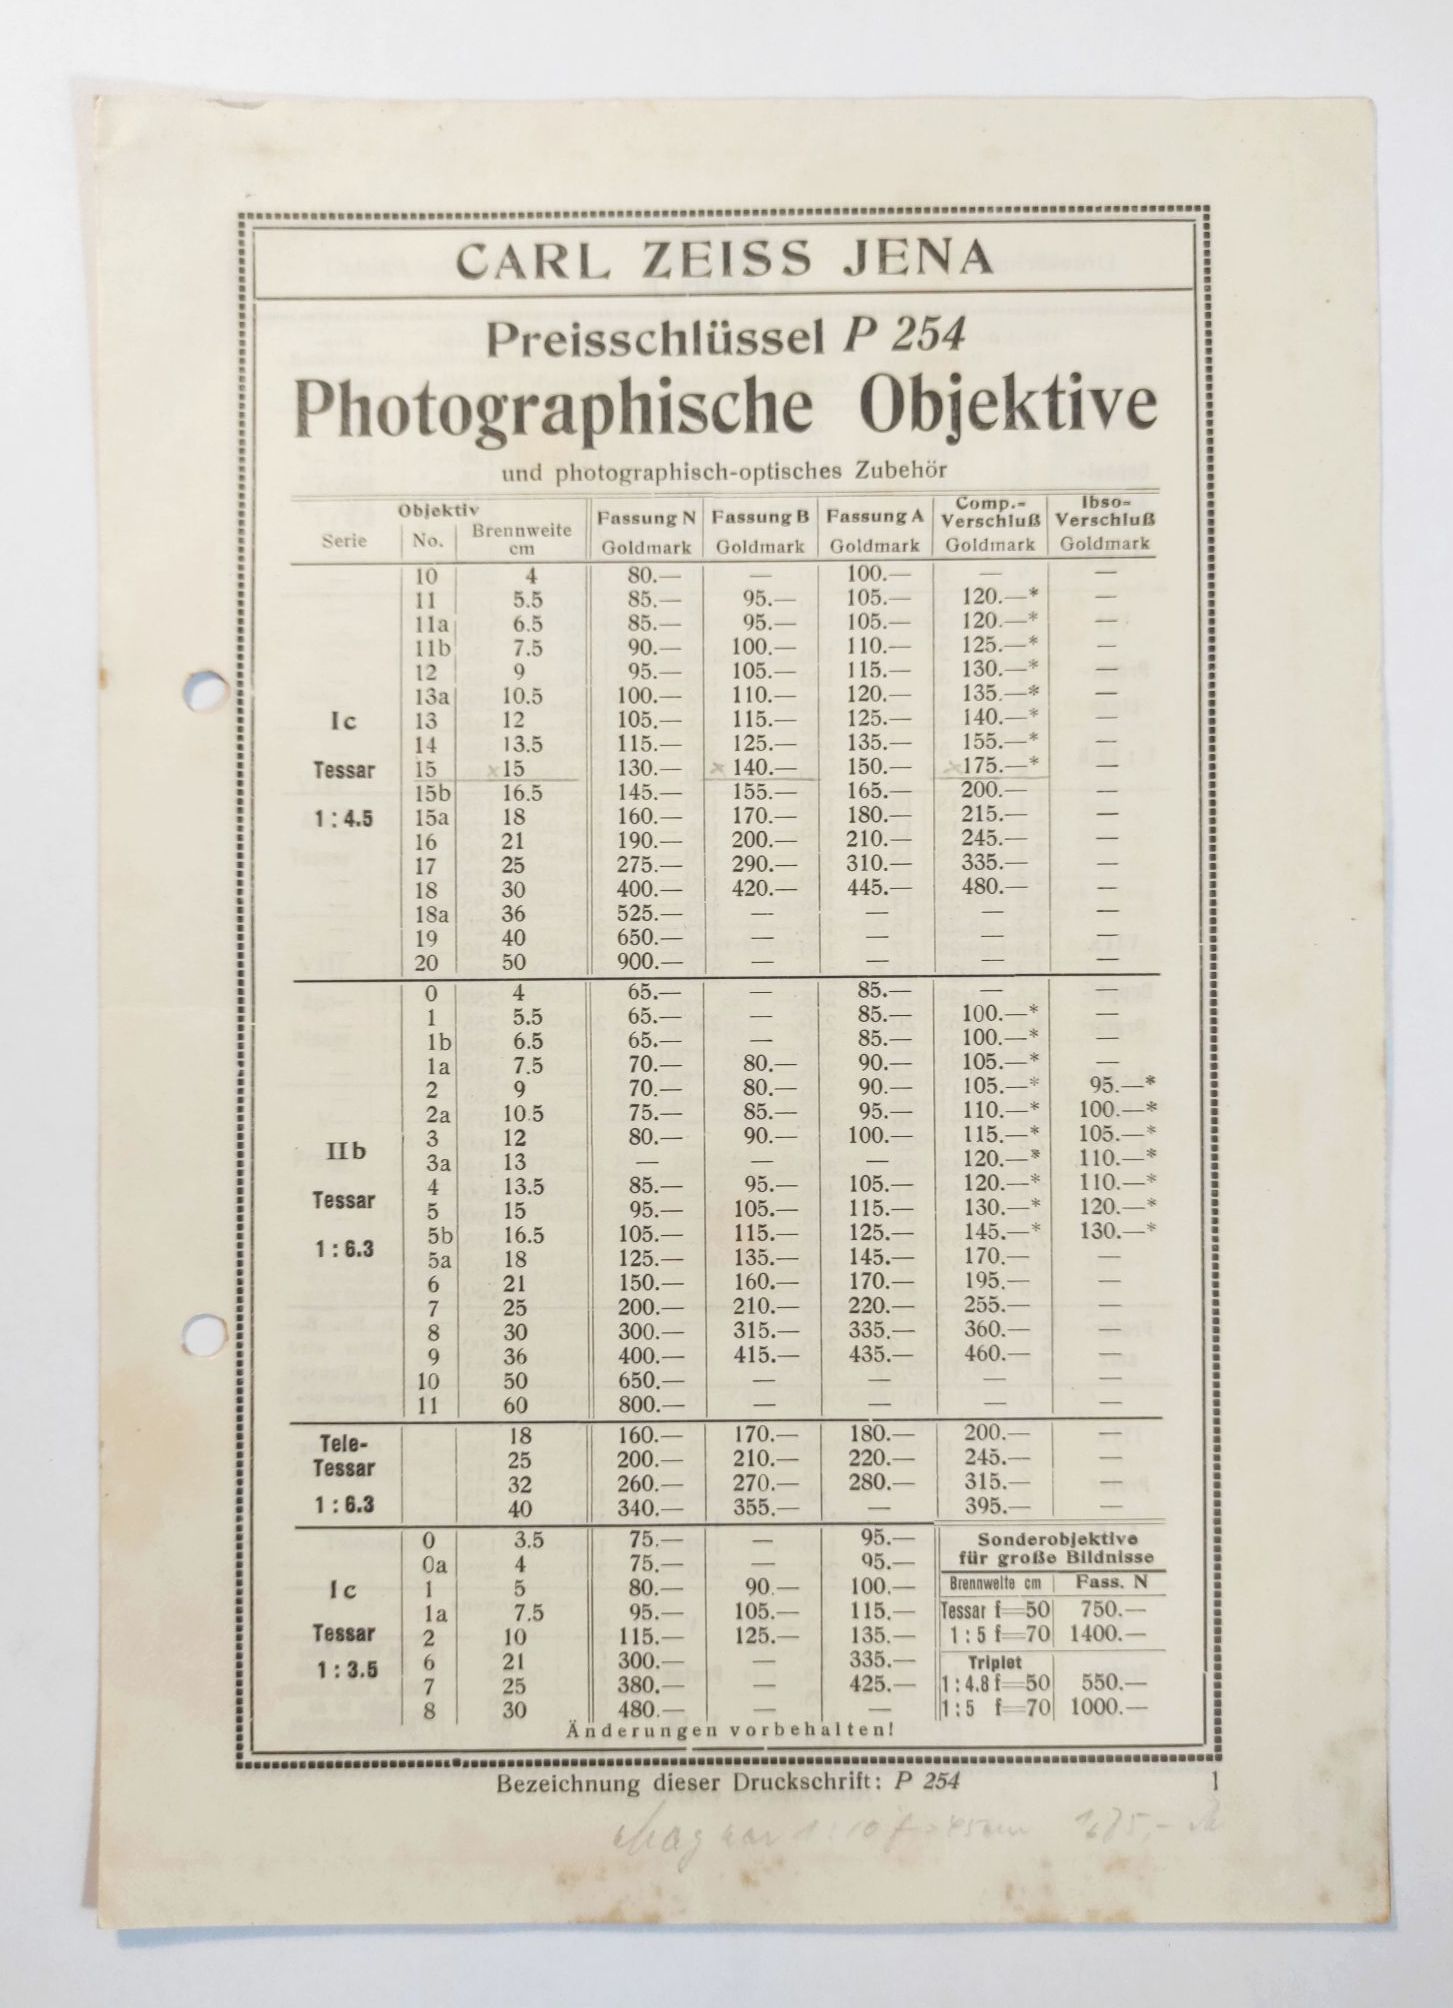 CARL ZEISS JENA
Preisschlüssel P 254
Photographische Objektive
und photographisch-optisches Zubehör
Objektiv Fassung N Fassung B Fassung A Comp.- Verschluß Ibso= Verschluß
Serie No. Brennweite cm Goldmark Goldmark Goldmark Goldmark Goldmark
Ic
Tessar
1 : 4.5
10 4 80.— — 100.— — —
11 5.5 85.— 95.— 105.— 120.—* —
11a 6.5 85.— 95.— 105.— 120.—* —
11b 7.5 90.— 100.— 110.— 125.—* —
12 9 95.— 105.— 115.— 130.—* —
13a 10.5 100.— 110.— 120.— 135.—* —
13 12 105.— 115.— 125.— 140.—* —
14 13.5 115.— 125.— 135.— 155.—* —
15 ×15 130.— ×140.— 150.— ×175.—* —
15b 16.5 145.— 155.— 165.— 200.— —
15a 18 160.— 170.— 180.— 215.— —
16 21 190.— 200.— 210.— 245.— —
17 25 275.— 290.— 310.— 335.— —
18 30 400.— 420.— 445.— 480.— —
18a 36 525.— — — — —
19 40 650.— — — — —
20 50 900.— — — — —
IIb
Tessar
1 : 6.3
0 4 65.— — 85.— — —
1 5.5 65.— — 85.— 100.—* —
1b 6.5 65.— — 85.— 100.—* —
1a 7.5 70.— 80.— 90.— 105.—* —
2 9 70.— 80.— 90.— 105.—* 95.—*
2a 10.5 75.— 85.— 95.— 110.—* 100.—*
3 12 80.— 90.— 100.— 115.—* 105.—*
3a 13 — — — 120.—* 110.—*
4 13.5 85.— 95.— 105.— 120.—* 110.—*
5 15 95.— 105.— 115.— 130.—* 120.—*
5b 16.5 105.— 115.— 125.— 145.—* 130.—*
5a 18 125.— 135.— 145.— 170.— —
6 21 150.— 160.— 170.— 195.— —
7 25 200.— 210.— 220.— 255.— —
8 30 300.— 315.— 335.— 360.— —
9 36 400.— 415.— 435.— 460.— —
10 50 650.— — — — —
11 60 800.— — — — —
Tele-
Tessar
1 : 6.3
18 160.— 170.— 180.— 200.— —
25 200.— 210.— 220.— 245.— —
32 260.— 270.— 280.— 315.— —
40 340.— 355.— — 395.— —
Ic
Tessar
1 : 3.5
0 3.5 75.— — 95.—
0a 4 75.— — 95.—
1 5 80.— 90.— 100.—
1a 7.5 95.— 105.— 115.—
2 10 115.— 125.— 135.—
6 21 300.— — 335.—
7 25 380.— — 425.—
8 30 480.— — —
Sonderobjektive
für große Bildnisse
Brennweite cm Fass. N
Tessar f=50 750.—
1 : 5 f=70 1400.—
Triplet
1 : 4.8 f=50 550.—
1 : 5 f=70 1000.—
Änderungen vorbehalten!
Bezeichnung dieser Druckschrift: P 254 1
Magnar 1:10 f=45cm